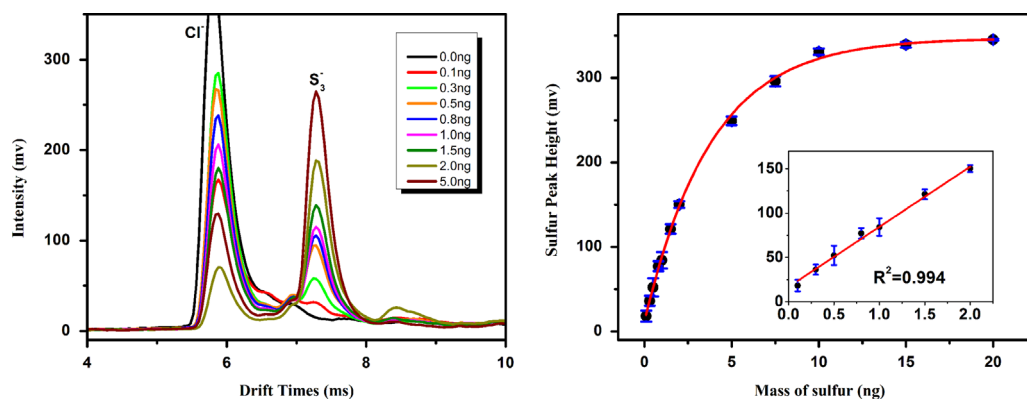 Cl-
S3-
0.0ng
0.1ng
0.3ng
0.5ng
0.8ng
1.0ng
1.5ng
2.0ng
5.0ng
300
200
100
0
Intensity (mv)
4
6
8
10
Drift Times (ms)
300
200
100
0
Sulfur Peak Height (mv)
0
5
10
15
20
Mass of sulfur (ng)
150
100
50
0
0.0
0.5
1.0
1.5
2.0
R2=0.994